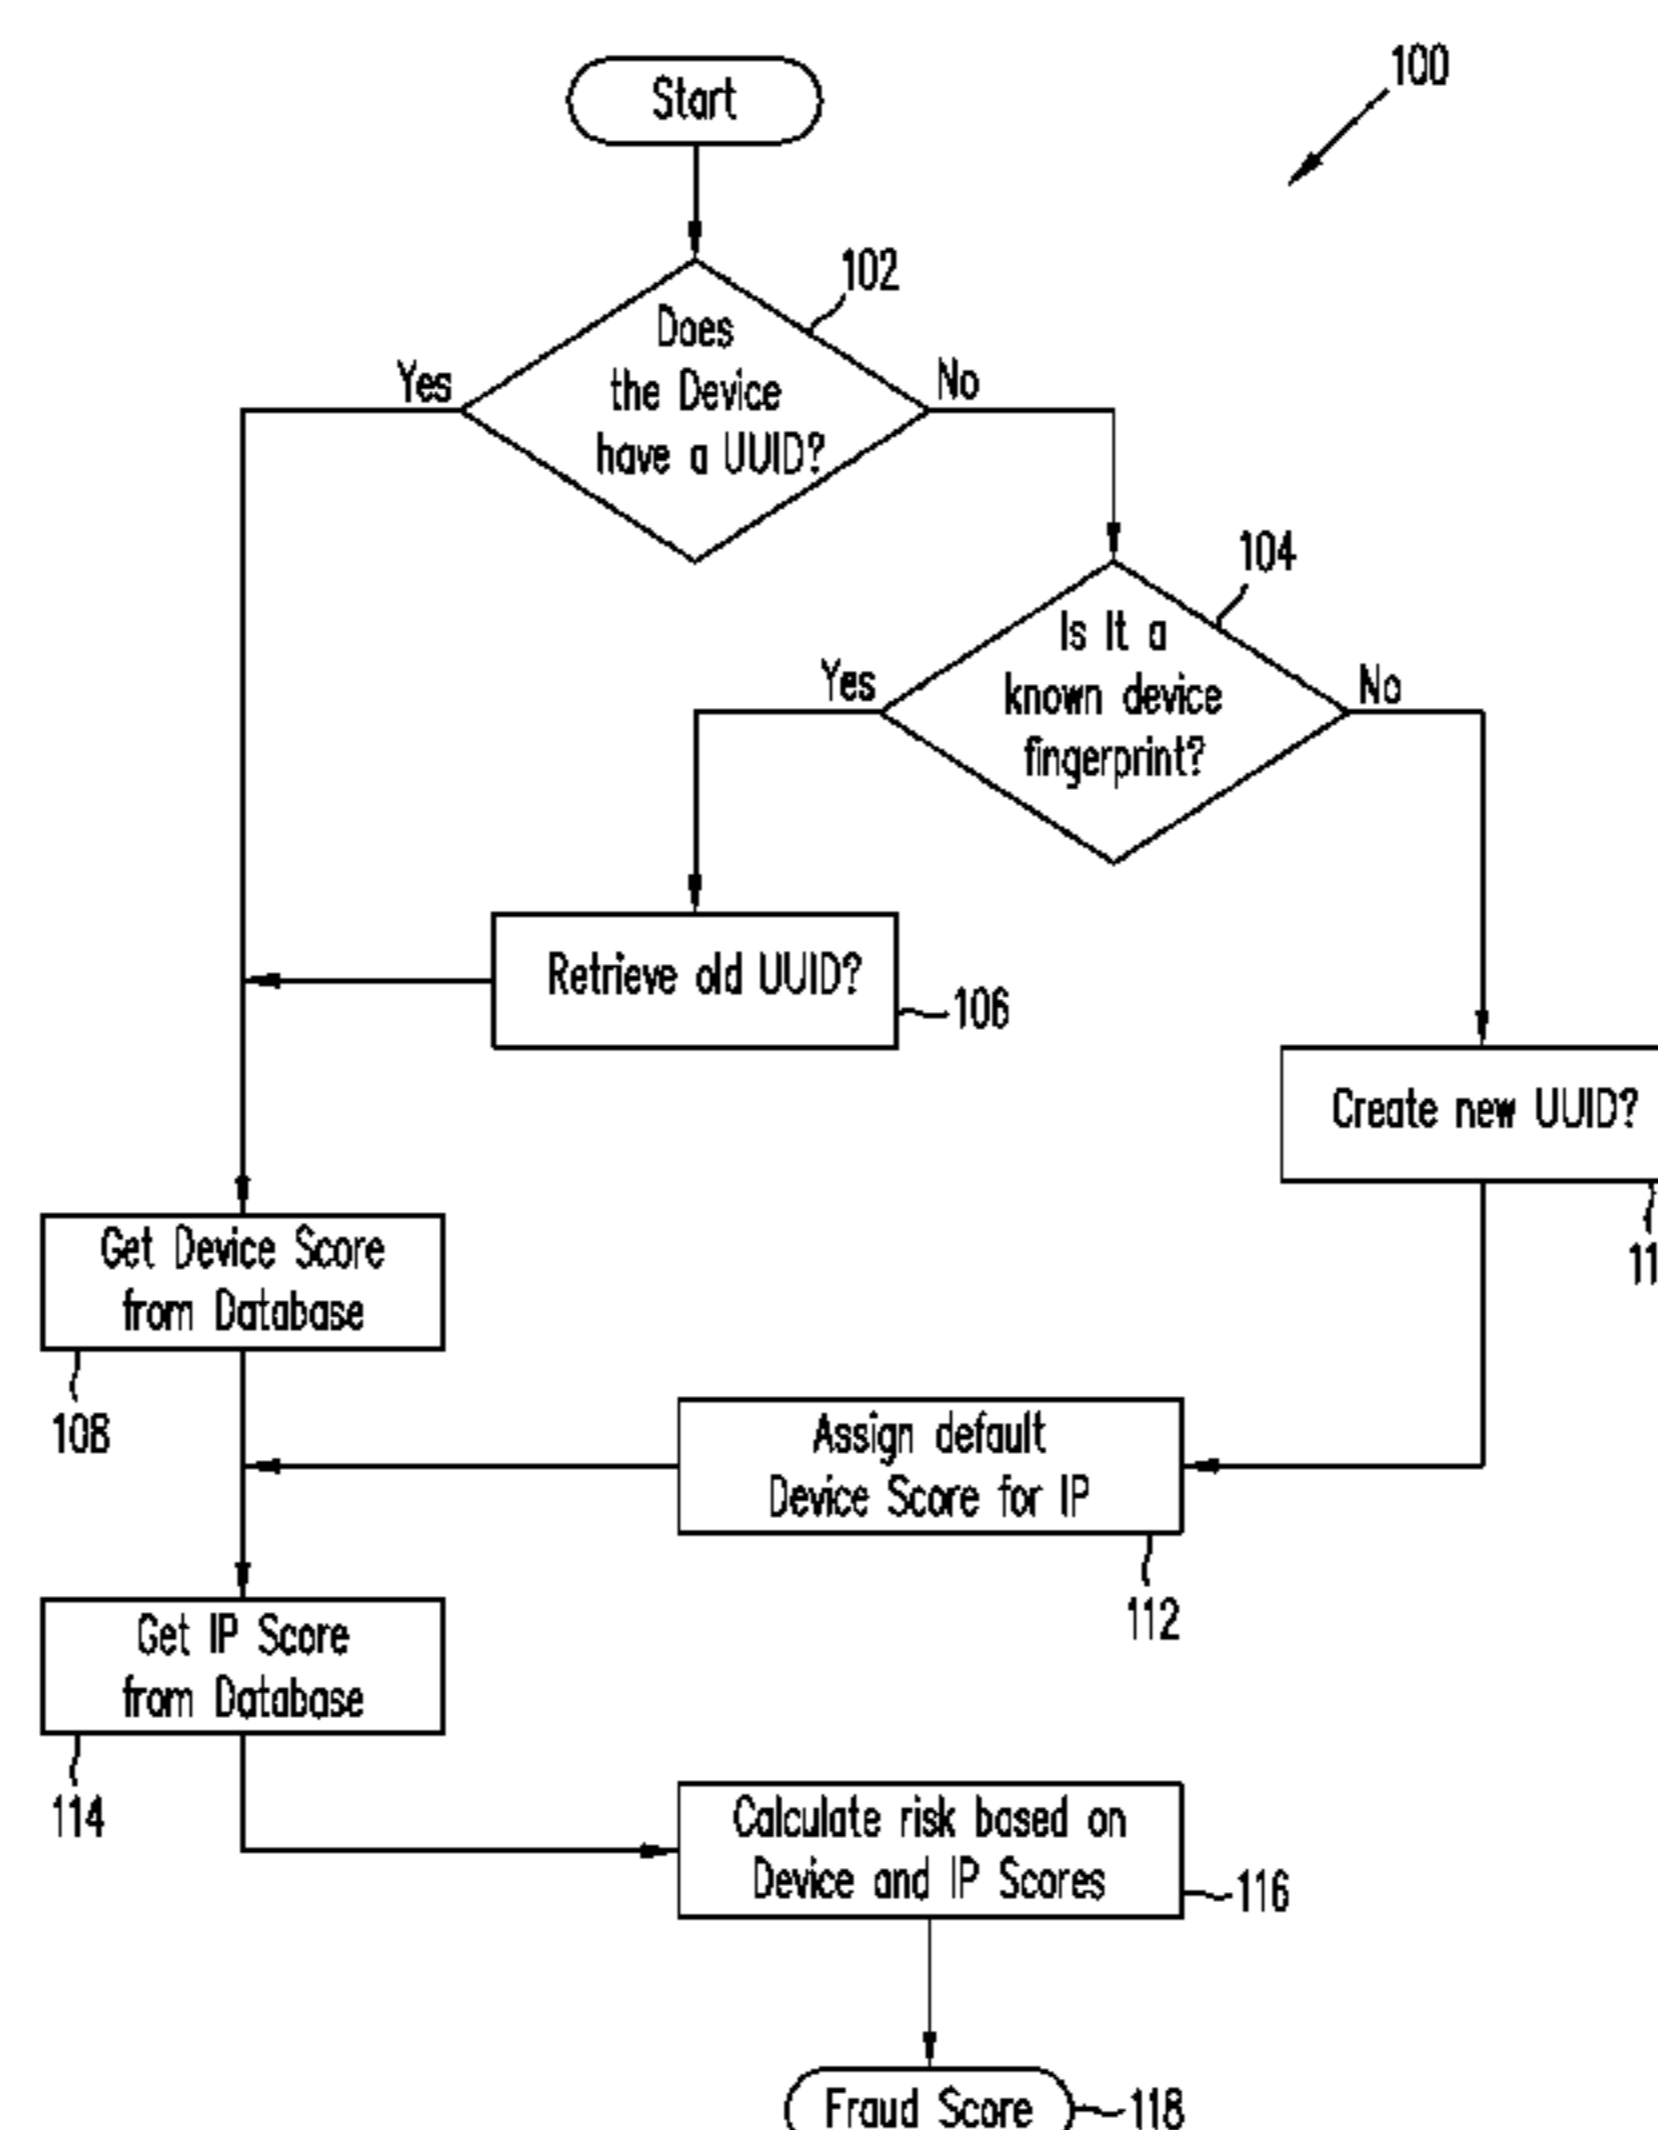 Start
100
102
Does
the Device
have a UUID?
Yes
No
104
Is It a
known device
fingerprint?
Yes
No
Retrieve old UUID?
106
Create new UUID?
11
Get Device Score
from Database
108
Assign default
Device Score for IP
112
Get IP Score
from Database
114
Calculate risk based on
Device and IP Scores
116
Fraud Score
118